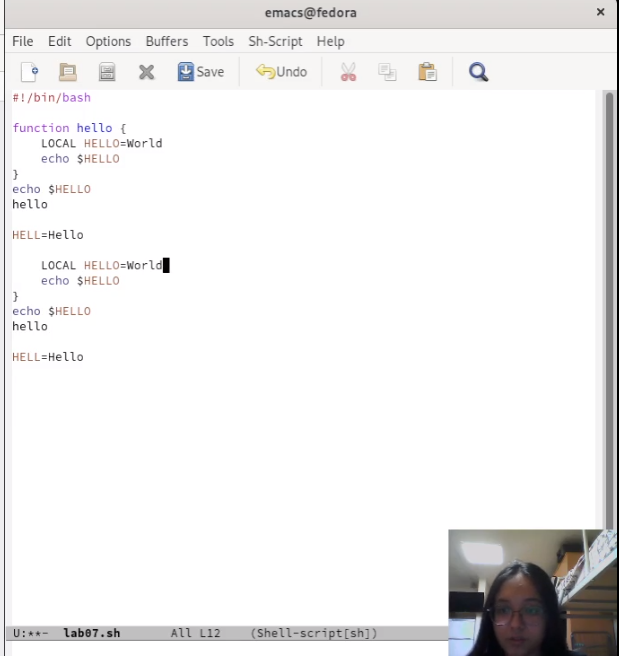 emacs@fedora ×
File Edit Options Buffers Tools Sh-Script Help
Save Undo
#!/bin/bash
function hello {
LOCAL HELLO=World
echo $HELLO
}
echo $HELLO
hello
HELL=Hello
LOCAL HELLO=World
echo $HELLO
}
echo $HELLO
hello
HELL=Hello
U:**- lab07.sh All L12 (Shell-script[sh])